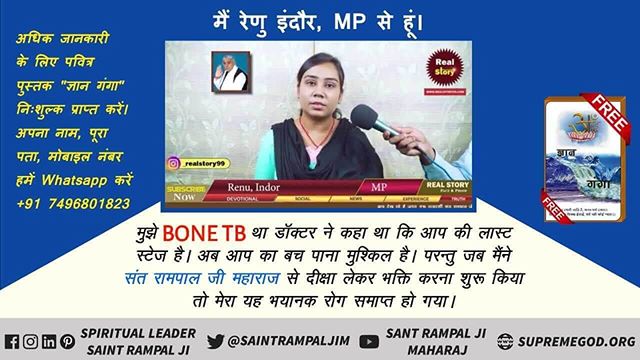 मैं रेणु इंदौर, MP से हूं।
अधिक जानकारी
के लिए पवित्र
पुस्तक "ज्ञान गंगा"
निःशुल्क प्राप्त करें।
अपना नाम, पूरा
पता, मोबाइल नंबर
हमें Whatsapp करें
+91 7496801823
Real
Story
_realstory99
SUBSCRIBE
Now
Renu, Indor
MP
REAL STORY
DEVOTIONAL SOCIAL NEWS EXPERIENCE TRUTH
FREE
ज्ञान
गंगा
FREE
मुझे BONE TB था डॉक्टर ने कहा था कि आप की लास्ट
स्टेज है। अब आप का बच पाना मुश्किल है। परन्तु जब मैंने
संत रामपाल जी महाराज से दीक्षा लेकर भक्ति करना शुरू किया
तो मेरा यह भयानक रोग समाप्त हो गया।
SPIRITUAL LEADER
SAINT RAMPAL JI
@SAINTRAMPALJIM
SANT RAMPAL JI
MAHARAJ
SUPREMEGOD.ORG